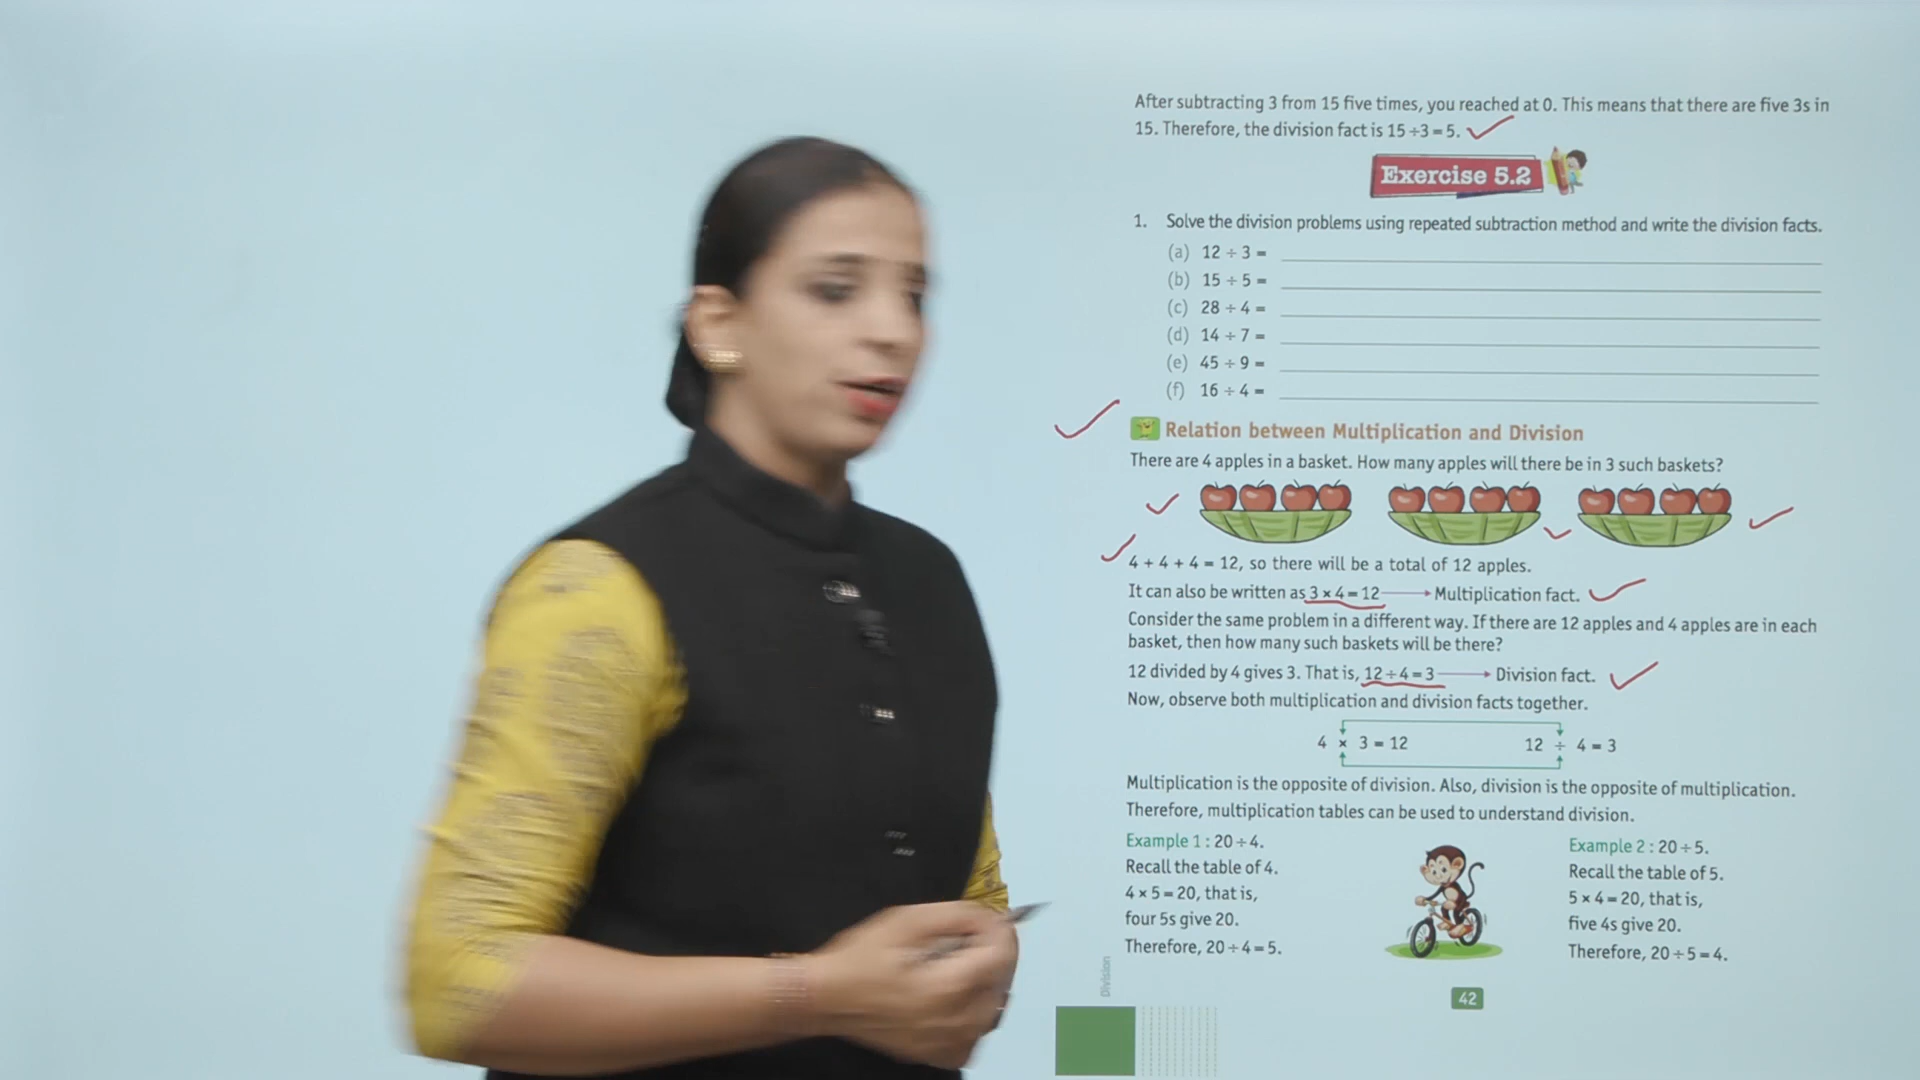 After subtracting 3 from 15 five times, you reached at 0. This means that there are five 3s in
15. Therefore, the division fact is 15 ÷3 = 5.
Exercise 5.2
1. Solve the division problems using repeated subtraction method and write the division facts.
(a) 12 ÷ 3 =
(b) 15 ÷ 5 =
(c) 28 ÷ 4 =
(d) 14 ÷ 7 =
(e) 45 ÷ 9 =
(f) 16 ÷ 4 =
Relation between Multiplication and Division
There are 4 apples in a basket. How many apples will there be in 3 such baskets?
4 + 4 + 4 = 12, so there will be a total of 12 apples.
It can also be written as 3 × 4 = 12 → Multiplication fact.
Consider the same problem in a different way. If there are 12 apples and 4 apples are in each
basket, then how many such baskets will be there?
12 divided by 4 gives 3. That is, 12 ÷ 4 = 3 → Division fact.
Now, observe both multiplication and division facts together.
4 × 3 = 12 12 ÷ 4 = 3
Multiplication is the opposite of division. Also, division is the opposite of multiplication.
Therefore, multiplication tables can be used to understand division.
Example 1 : 20 ÷ 4.
Recall the table of 4.
4 × 5 = 20, that is,
four 5s give 20.
Therefore, 20 ÷ 4 = 5.
Example 2 : 20 ÷ 5.
Recall the table of 5.
5 × 4 = 20, that is,
five 4s give 20.
Therefore, 20 ÷ 5 = 4.
Division
42